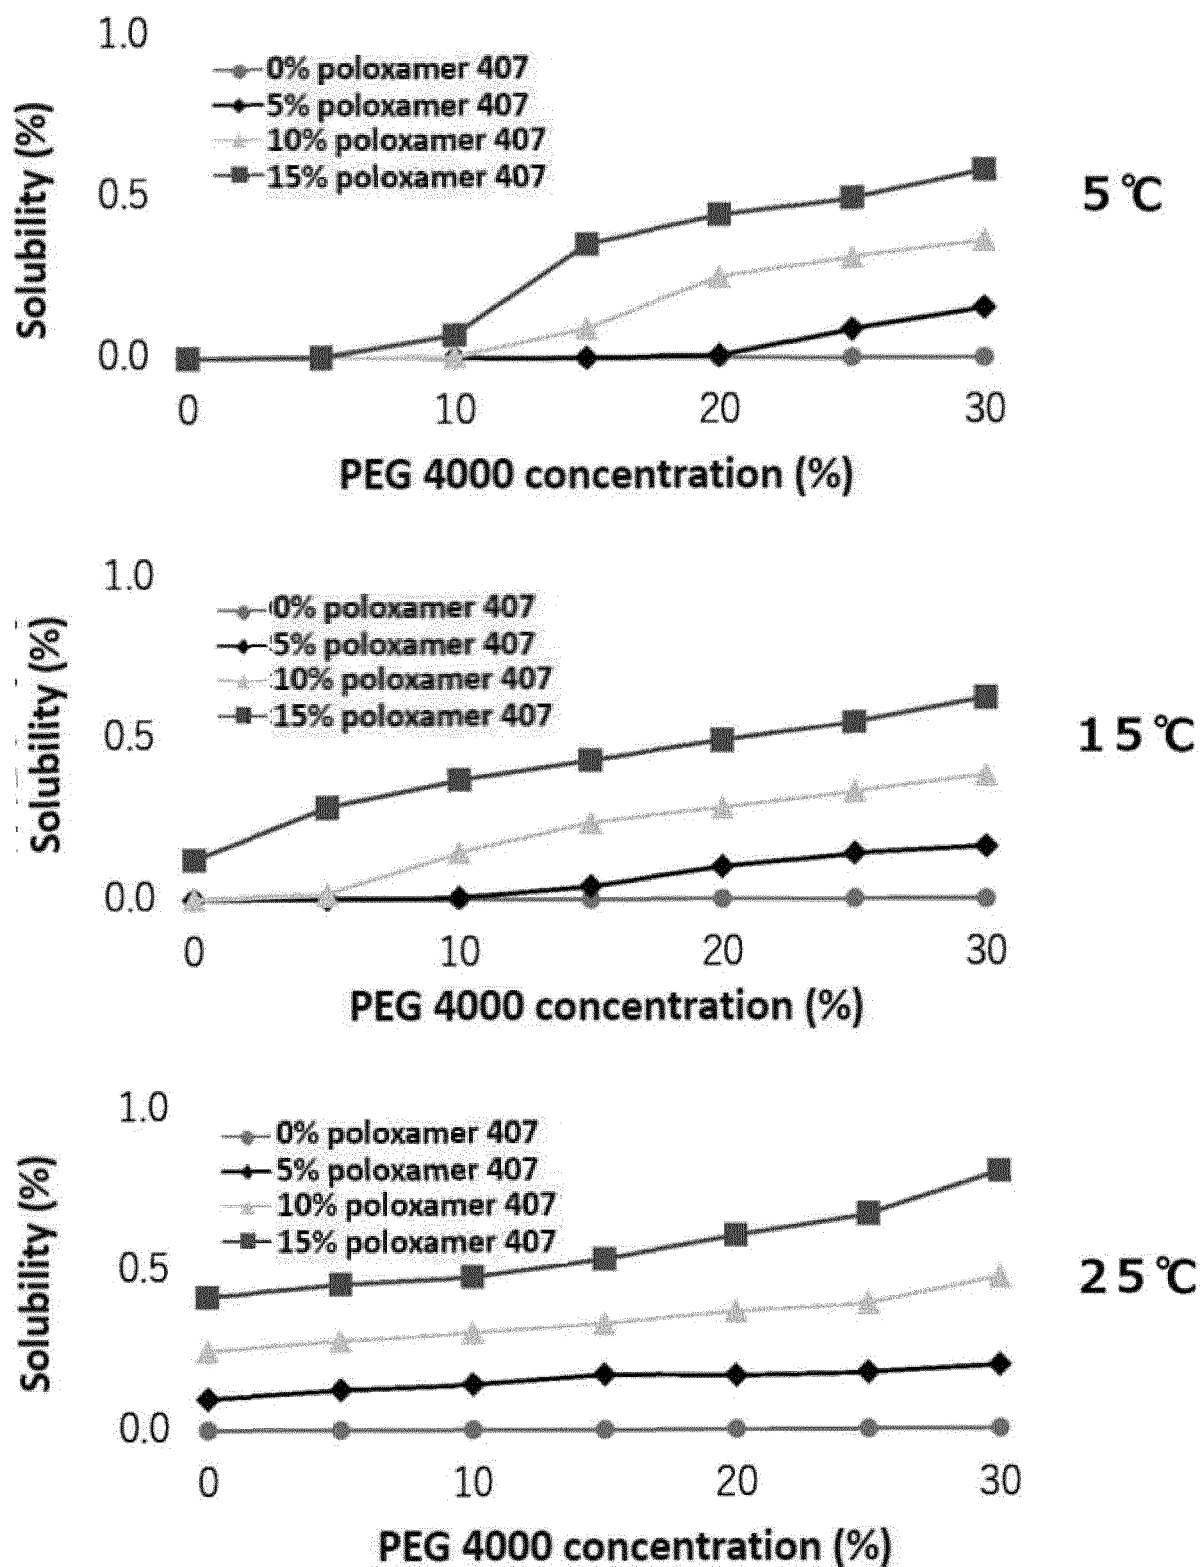 1.0
0% poloxamer 407
5% poloxamer 407
10% poloxamer 407
15% poloxamer 407
0.5
0.0
Solubility (%)
5℃
0 10 20 30
PEG 4000 concentration (%)
1.0
0% poloxamer 407
5% poloxamer 407
10% poloxamer 407
15% poloxamer 407
0.5
0.0
Solubility (%)
15℃
0 10 20 30
PEG 4000 concentration (%)
1.0
0% poloxamer 407
5% poloxamer 407
10% poloxamer 407
15% poloxamer 407
0.5
0.0
Solubility (%)
25℃
0 10 20 30
PEG 4000 concentration (%)